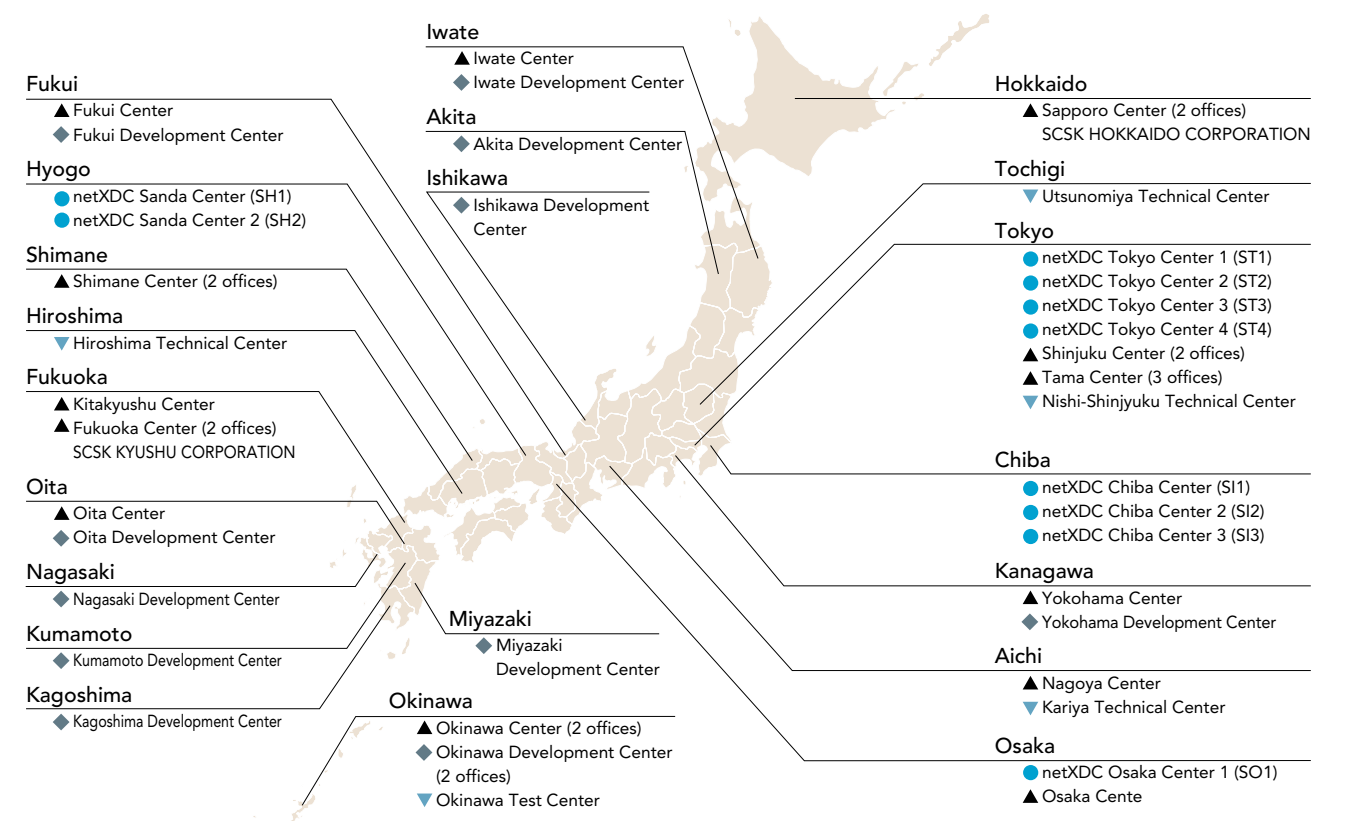 Fukui
Fukui Center
Fukui Development Center
Hyogo
netXDC Sanda Center (SH1)
netXDC Sanda Center 2 (SH2)
Shimane
Shimane Center (2 offices)
Hiroshima
Hiroshima Technical Center
Fukuoka
Kitakyushu Center
Fukuoka Center (2 offices)
SCSK KYUSHU CORPORATION
Oita
Oita Center
Oita Development Center
Nagasaki
Nagasaki Development Center
Kumamoto
Kumamoto Development Center
Kagoshima
Kagoshima Development Center
Iwate
Iwate Center
Iwate Development Center
Akita
Akita Development Center
Ishikawa
Ishikawa Development
Center
Miyazaki
Miyazaki
Development Center
Okinawa
Okinawa Center (2 offices)
Okinawa Development Center
(2 offices)
Okinawa Test Center
Hokkaido
Sapporo Center (2 offices)
SCSK HOKKAIDO CORPORATION
Tochigi
Utsunomiya Technical Center
Tokyo
netXDC Tokyo Center 1 (ST1)
netXDC Tokyo Center 2 (ST2)
netXDC Tokyo Center 3 (ST3)
netXDC Tokyo Center 4 (ST4)
Shinjuku Center (2 offices)
Tama Center (3 offices)
Nishi-Shinjyuku Technical Center
Chiba
netXDC Chiba Center (SI1)
netXDC Chiba Center 2 (SI2)
netXDC Chiba Center 3 (SI3)
Kanagawa
Yokohama Center
Yokohama Development Center
Aichi
Nagoya Center
Kariya Technical Center
Osaka
netXDC Osaka Center 1 (SO1)
Osaka Cente